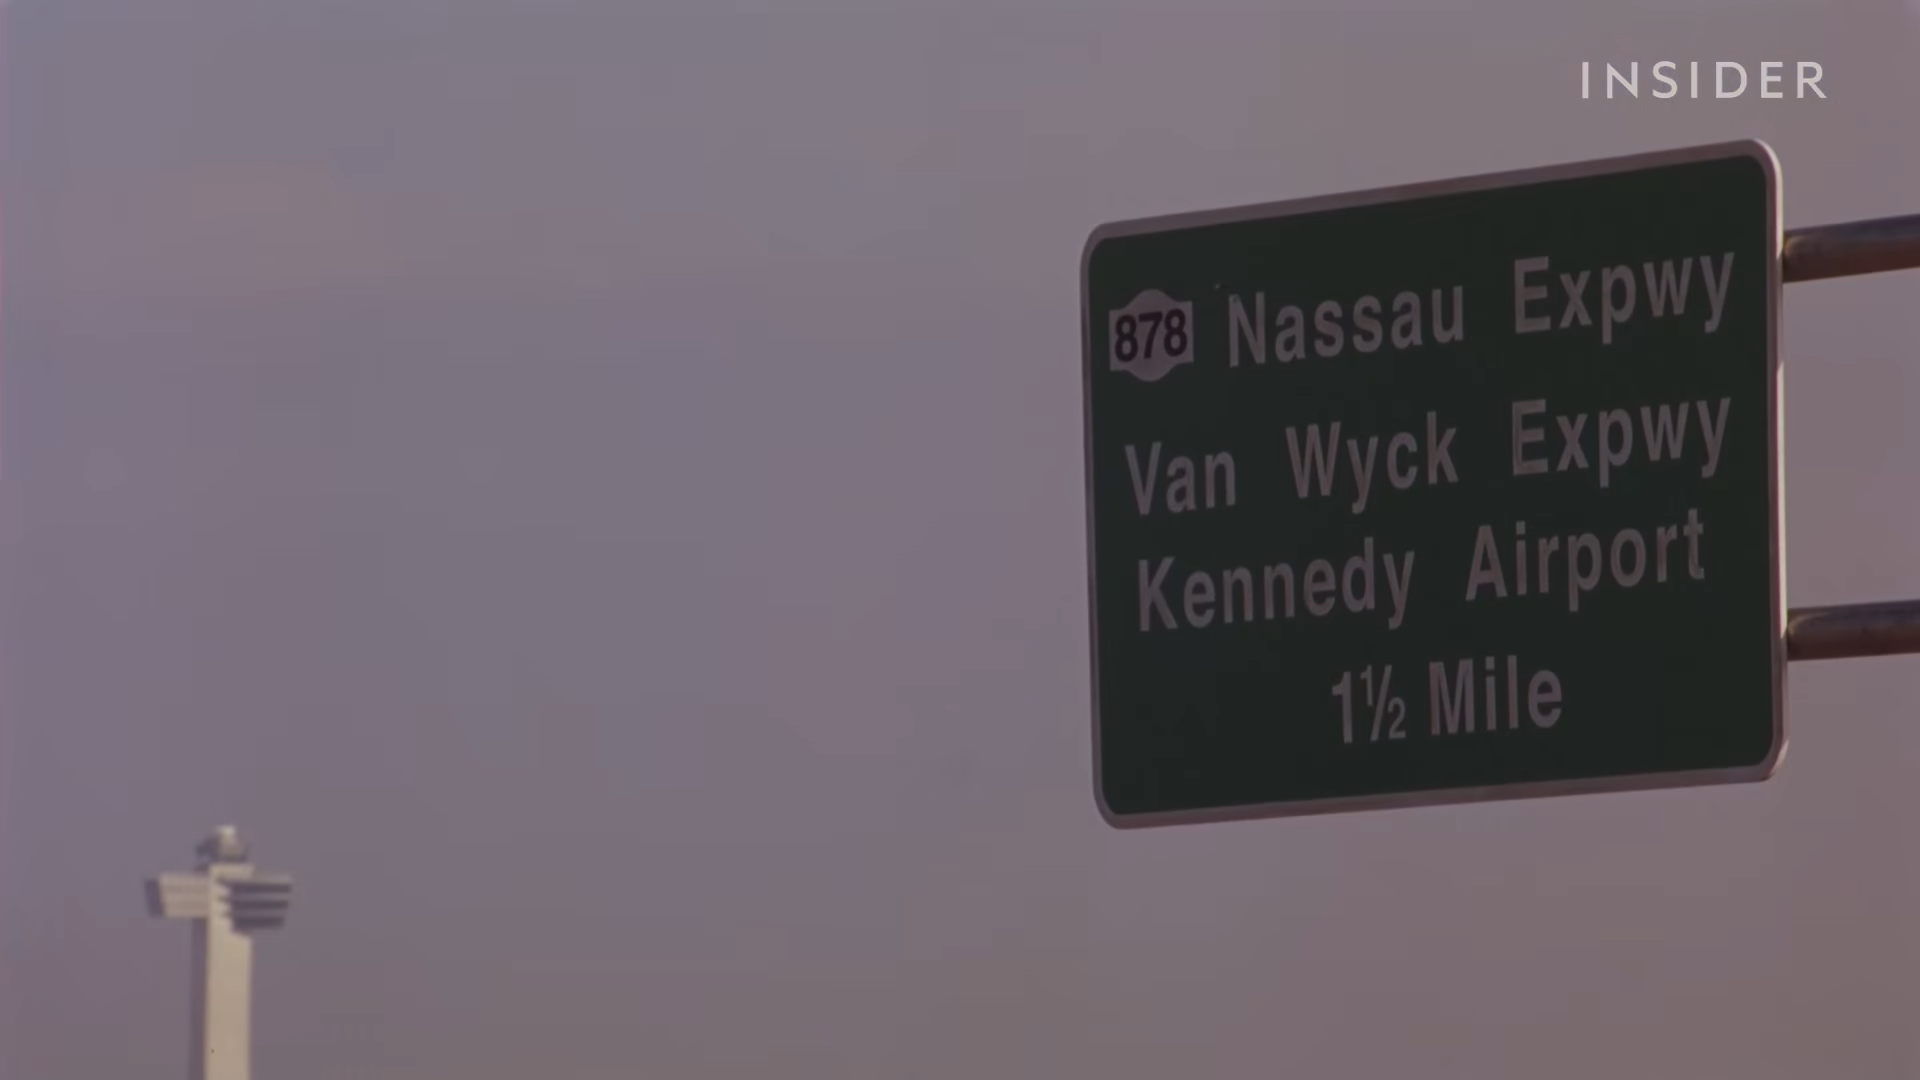 INSIDER
878 Nassau Expwy
Van Wyck Expwy
Kennedy Airport
1½ Mile